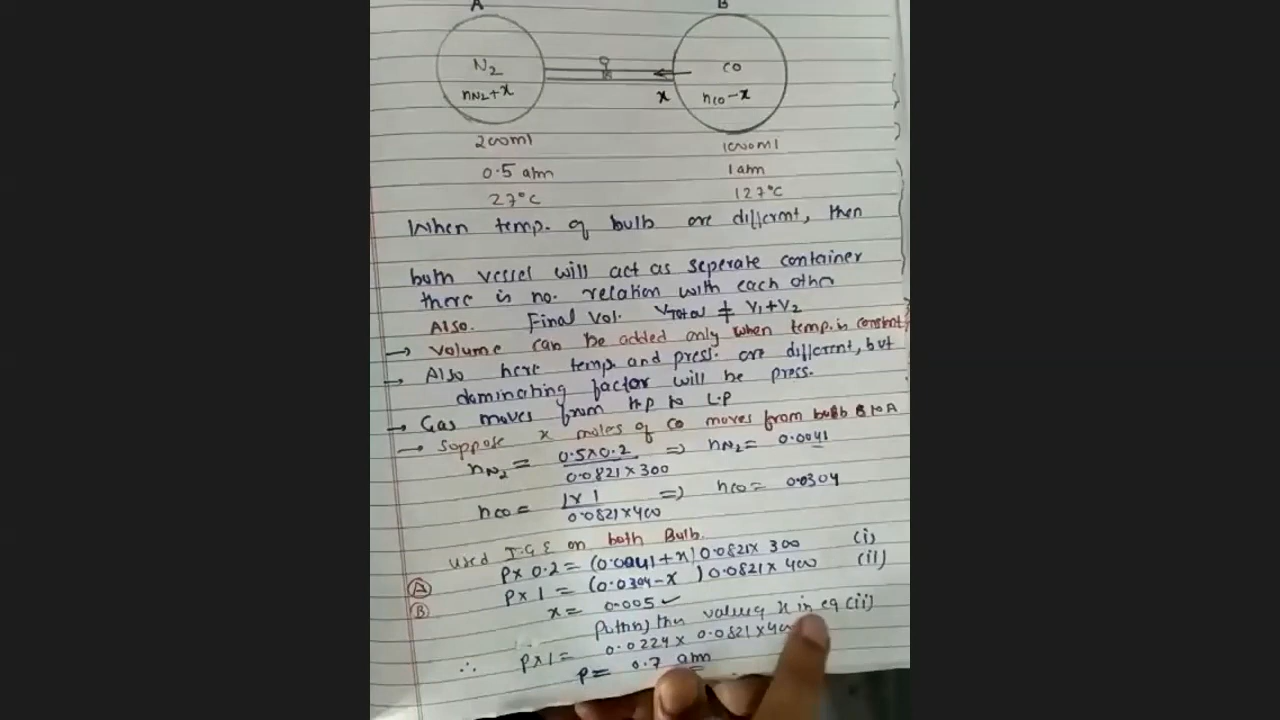 A B
N2 CO
nN2+x x nCO-x
200ml 1000ml
0.5 atm 1atm
27°C 127°C
When temp. of bulb are different, then
both vessel will act as seperate container
there is no. relation with each other
Also. Final Vol. VTotal ≠ V1+V2
→ Volume can be added only when temp. is constant
→ Also here temp. and press. are different, but
dominating factor will be press.
→ Gas moves from H.p to L.P
→ Suppose x moles of CO moves from bulb B to A
nN2 = 0.5×0.2 / 0.0821×300 ⇒ nN2 = 0.0041
nCO = 1×1 / 0.0821×400 ⇒ nCO = 0.0304
used I.G.E on both Bulb.
A P×0.2 = (0.0041+x)0.0821×300 (i)
B P×1 = (0.0304-x)0.0821×400 (ii)
x = 0.005 ✓
Putting the value of x in eq (ii)
∴ P×1 = 0.0224×0.0821×400
P = 0.7 atm